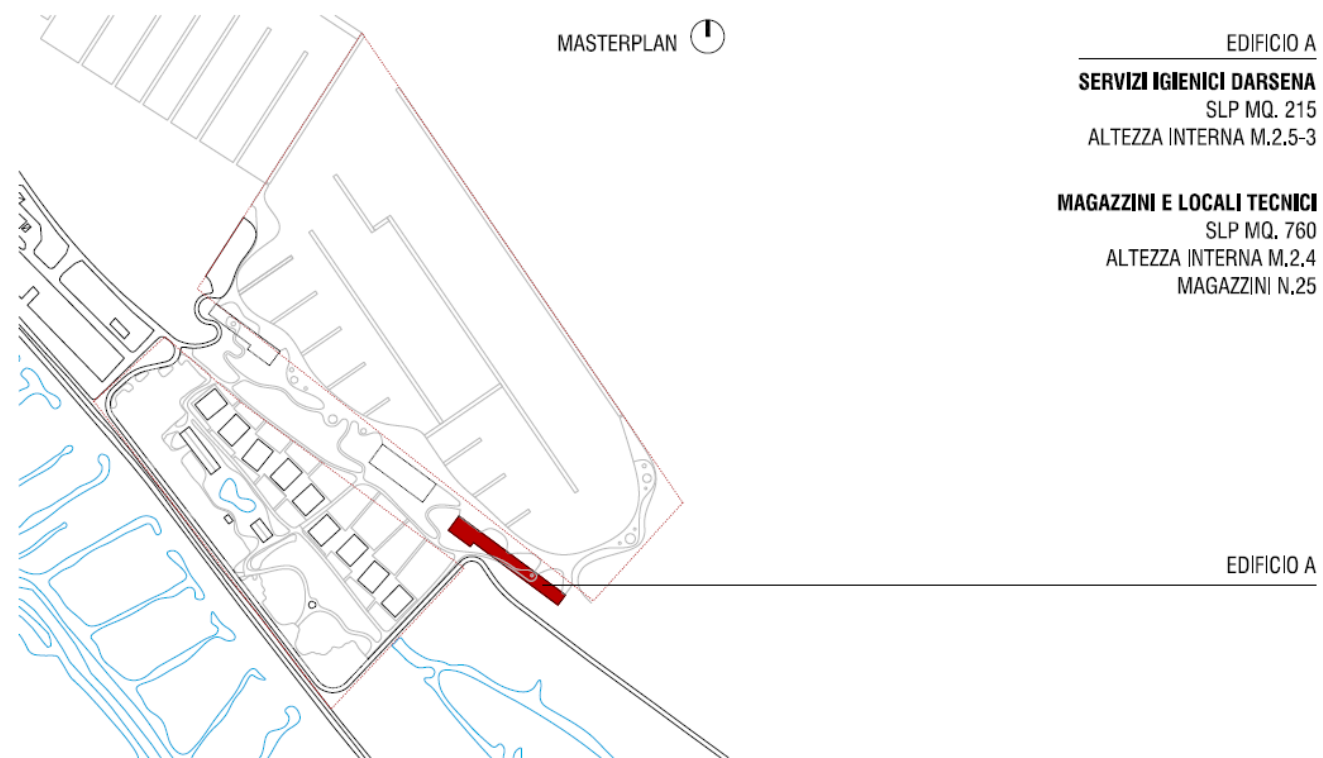 MASTERPLAN
EDIFICIO A
SERVIZI IGIENICI DARSENA
SLP MQ. 215
ALTEZZA INTERNA M.2.5-3
MAGAZZINI E LOCALI TECNICI
SLP MQ. 760
ALTEZZA INTERNA M.2.4
MAGAZZINI N.25
EDIFICIO A